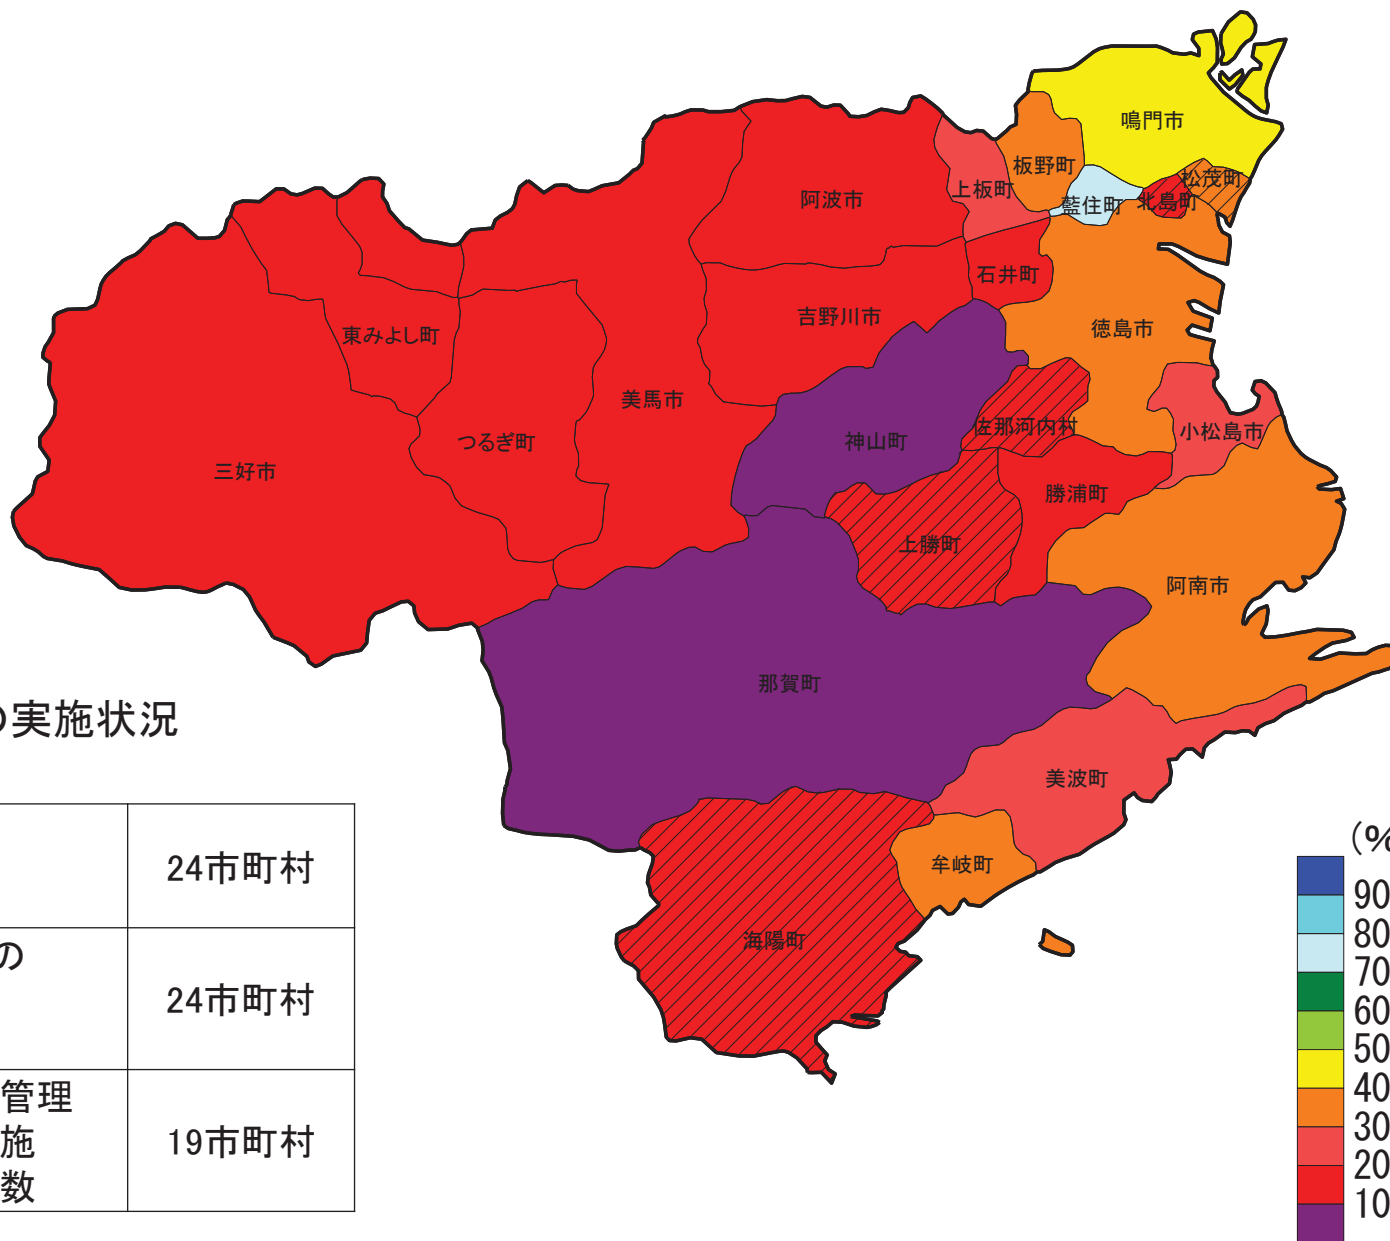 鳴門市
板野町
松茂町
上板町
藍住町
北島町
阿波市
石井町
吉野川市
徳島市
東みよし町
美馬市
佐那河内村
小松島市
つるぎ町
神山町
三好市
勝浦町
上勝町
阿南市
那賀町
の実施状況
美波町
牟岐町
海陽町
24市町村
の
24市町村
管理
施
数
19市町村
(%
90
80
70
60
50
40
30
20
10